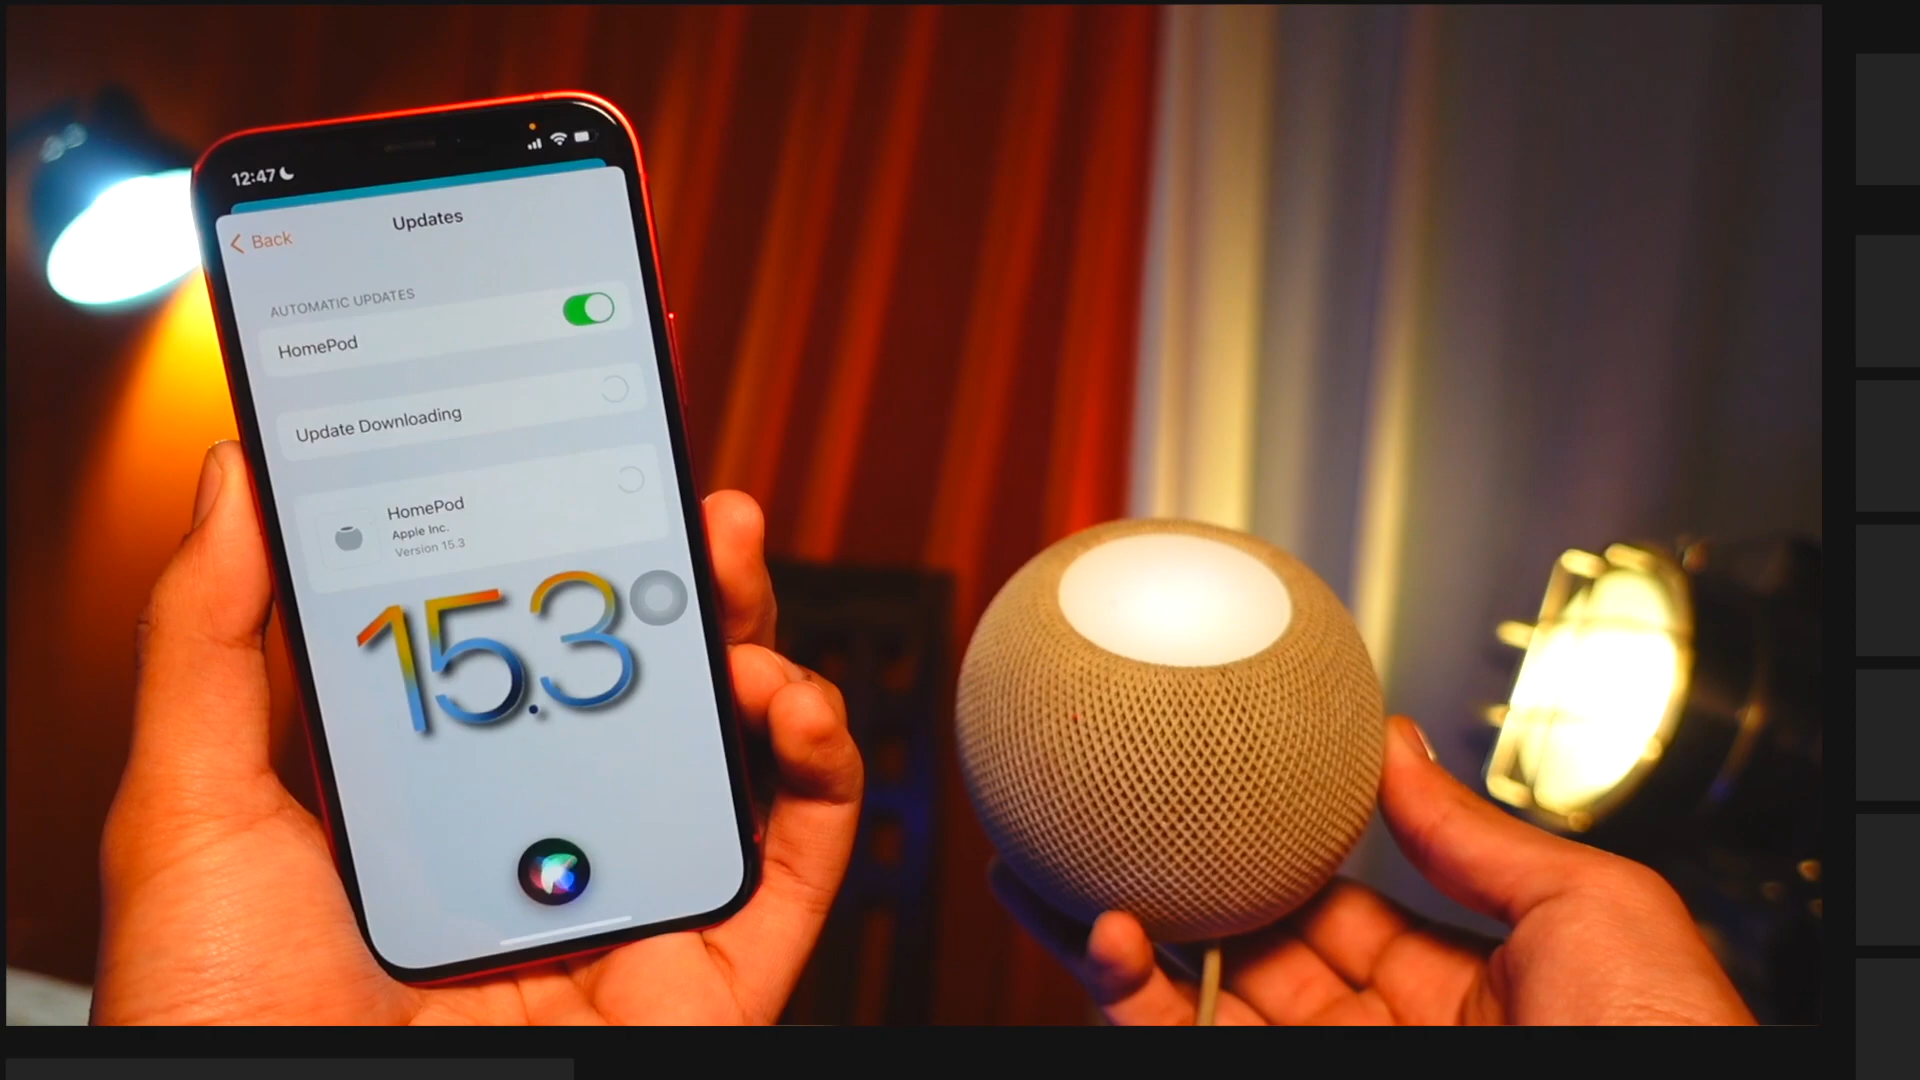 12:47
Back
Updates
AUTOMATIC UPDATES
HomePod
Update Downloading
HomePod
Apple Inc.
Version 15.3
15.3